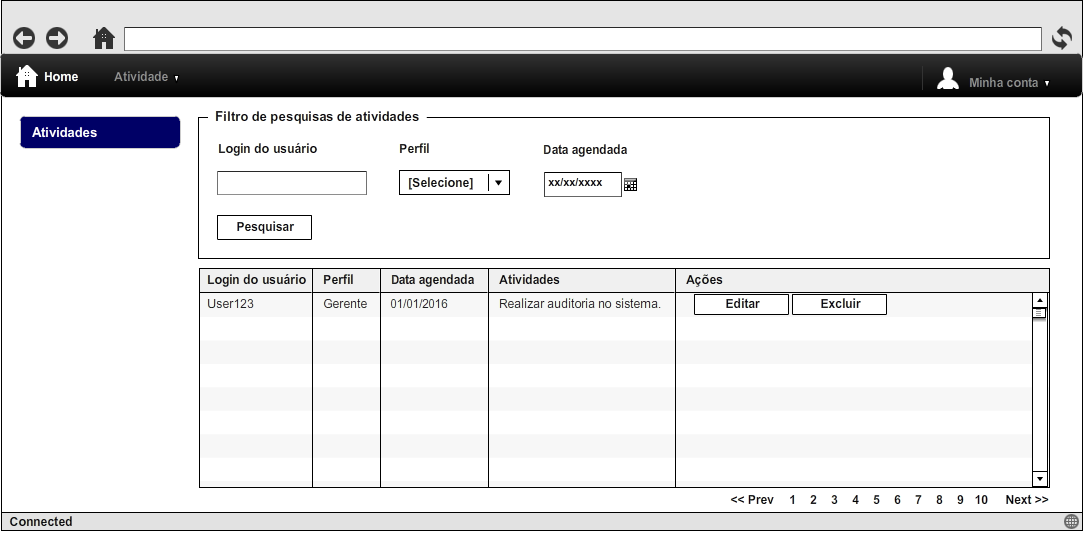 Home Atividade Minha conta
Atividades
Filtro de pesquisas de atividades
Login do usuário Perfil Data agendada
[Selecione] xx/xx/xxxx
Pesquisar
Login do usuário Perfil Data agendada Atividades Ações
User123 Gerente 01/01/2016 Realizar auditoria no sistema. Editar Excluir
<< Prev 1 2 3 4 5 6 7 8 9 10 Next >>
Connected